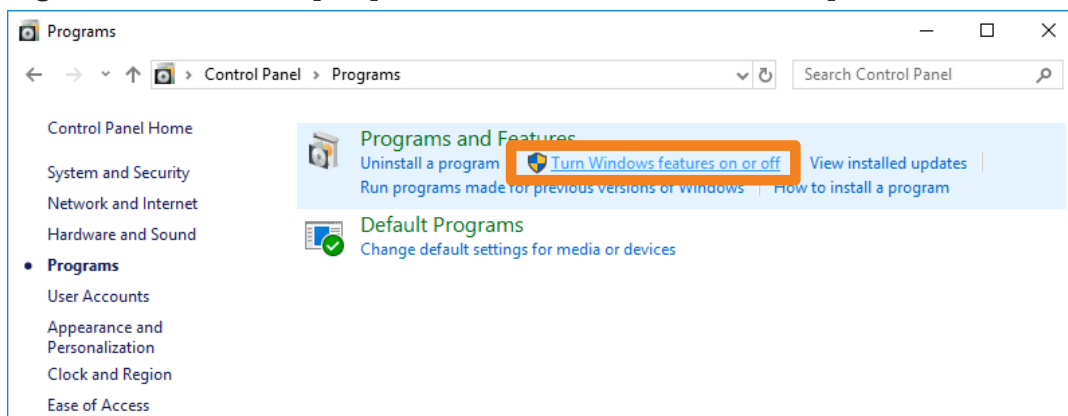 Programs
Control Panel > Programs
Search Control Panel
Control Panel Home
System and Security
Network and Internet
Hardware and Sound
Programs
User Accounts
Appearance and
Personalization
Clock and Region
Ease of Access
Programs and Features
Uninstall a program Turn Windows features on or off View installed updates
Run programs made for previous versions of Windows How to install a program
Default Programs
Change default settings for media or devices